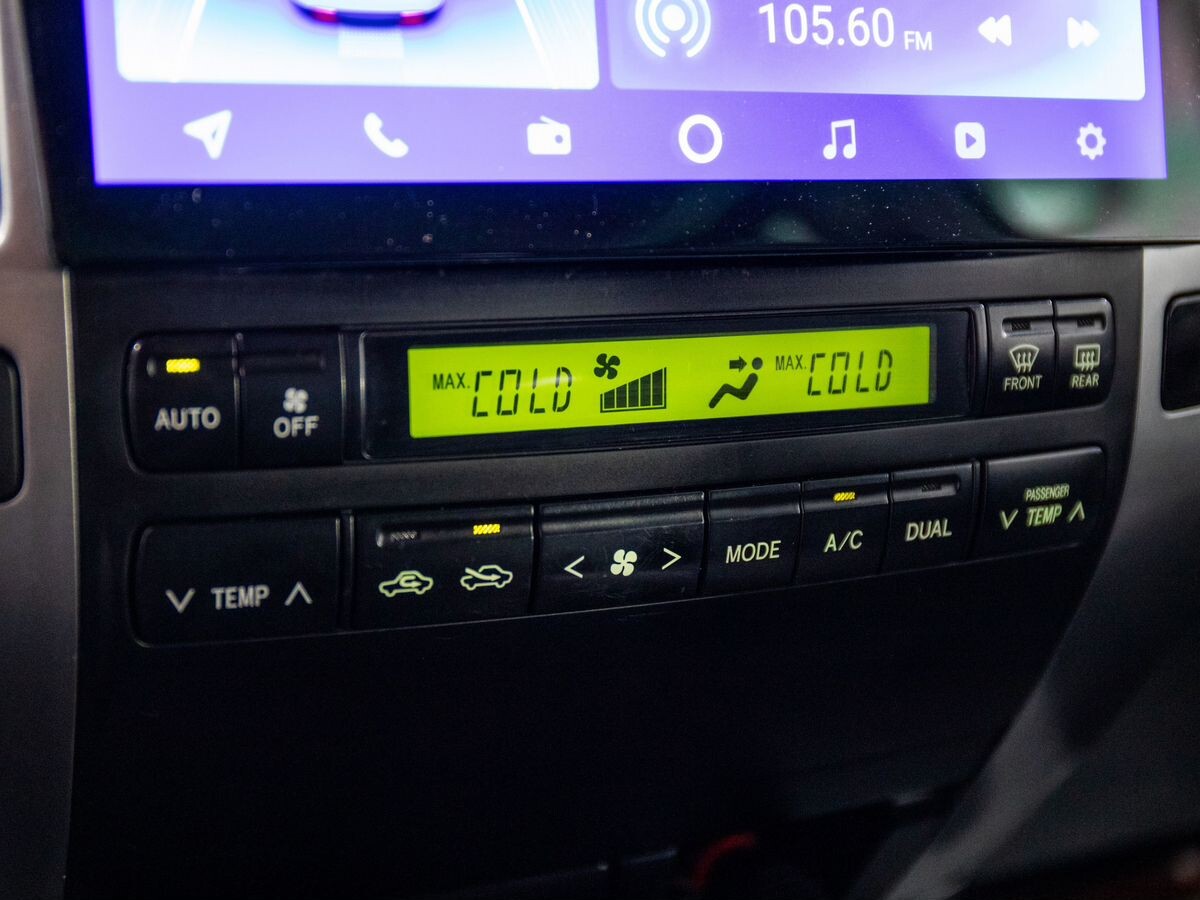 105.60 FM
MAX. COLD
MAX. COLD
AUTO
OFF
FRONT
REAR
TEMP
MODE
A/C
DUAL
PASSENGER
TEMP